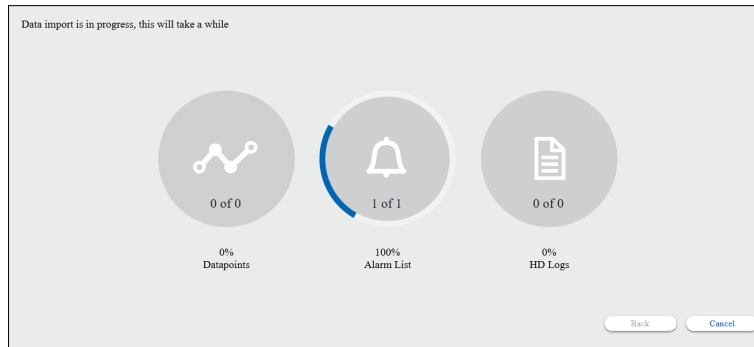 Data import is in progress, this will take a while
0 of 0
1 of 1
0 of 0
0%
Datapoints
100%
Alarm List
0%
HD Logs
Back
Cancel